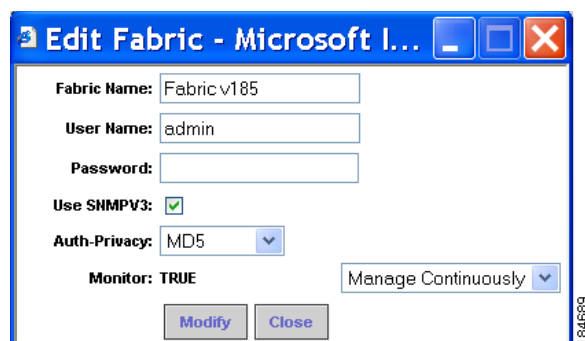 Edit Fabric - Microsoft I...
Fabric Name: Fabric v185
User Name: admin
Password:
Use SNMPV3:
Auth-Privacy: MD5
Monitor: TRUE Manage Continuously
Modify Close
84689